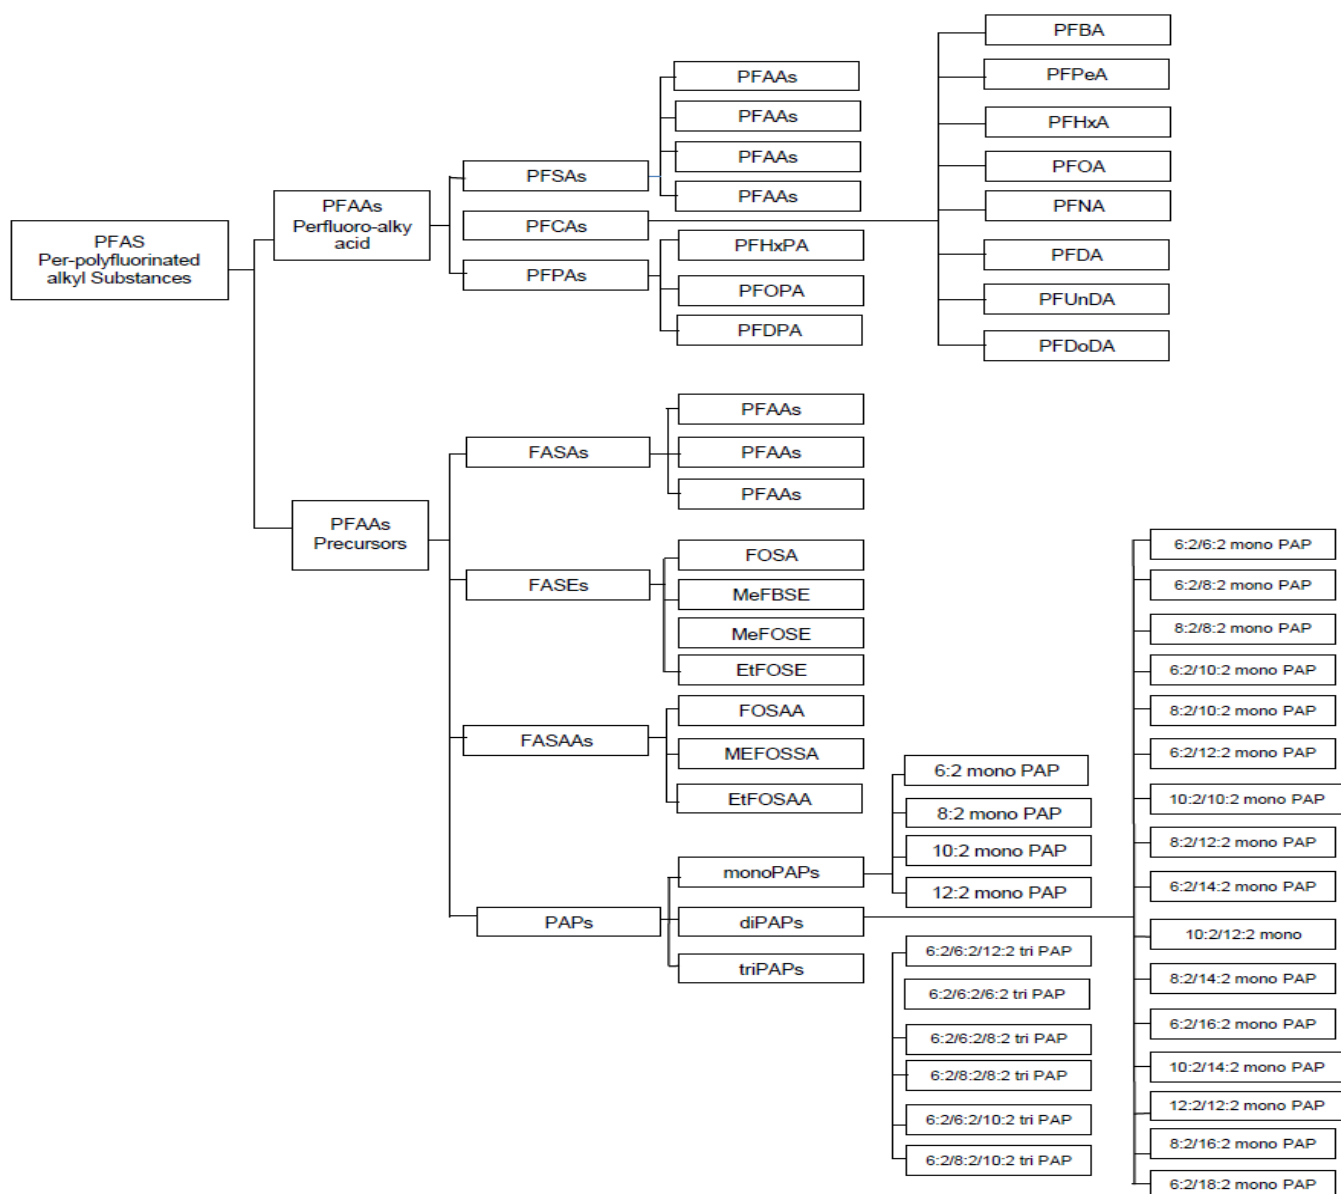 PFAS
Per-polyfluorinated
alkyl Substances
PFAAs
Perfluoro-alky
acid
PFSAs
PFCAs
PFPAs
PFAAs
PFAAs
PFAAs
PFAAs
PFHxPA
PFOPA
PFDPA
PFBA
PFPeA
PFHxA
PFOA
PFNA
PFDA
PFUnDA
PFDoDA
PFAAs
Precursors
FASAs
PFAAs
PFAAs
PFAAs
FASEs
FOSA
MeFBSE
MeFOSE
EtFOSE
FASAAs
FOSAA
MEFOSSA
EtFOSAA
PAPs
monoPAPs
diPAPs
triPAPs
6:2 mono PAP
8:2 mono PAP
10:2 mono PAP
12:2 mono PAP
6:2/6:2/12:2 tri PAP
6:2/6:2/6:2 tri PAP
6:2/6:2/8:2 tri PAP
6:2/8:2/8:2 tri PAP
6:2/6:2/10:2 tri PAP
6:2/8:2/10:2 tri PAP
6:2/6:2 mono PAP
6:2/8:2 mono PAP
8:2/8:2 mono PAP
6:2/10:2 mono PAP
8:2/10:2 mono PAP
6:2/12:2 mono PAP
10:2/10:2 mono PAP
8:2/12:2 mono PAP
6:2/14:2 mono PAP
10:2/12:2 mono
8:2/14:2 mono PAP
6:2/16:2 mono PAP
10:2/14:2 mono PAP
12:2/12:2 mono PAP
8:2/16:2 mono PAP
6:2/18:2 mono PAP